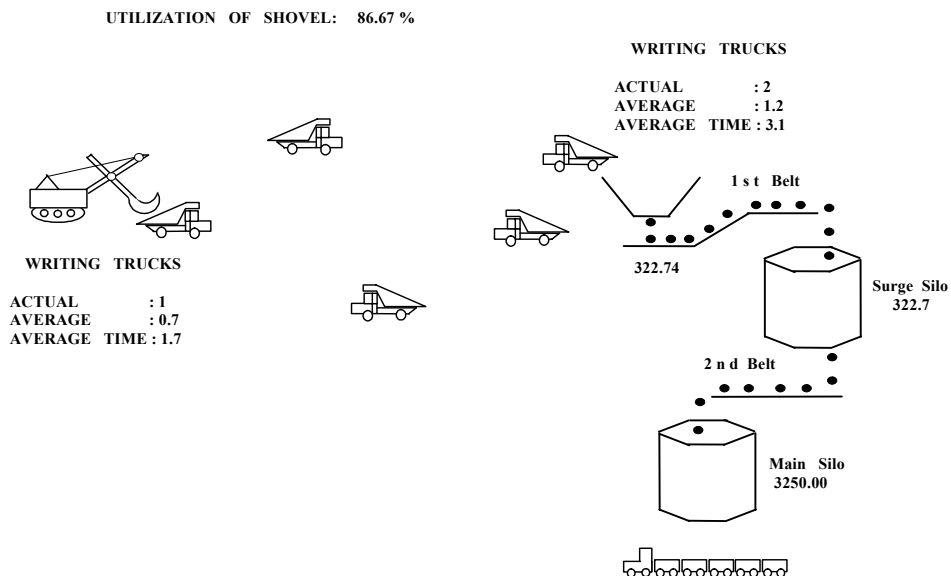 UTILIZATION OF SHOVEL: 86.67 %
WRITING TRUCKS
ACTUAL : 2
AVERAGE : 1.2
AVERAGE TIME : 3.1
1 s t Belt
322.74
WRITING TRUCKS
ACTUAL : 1
AVERAGE : 0.7
AVERAGE TIME : 1.7
Surge Silo
322.7
2 n d Belt
Main Silo
3250.00